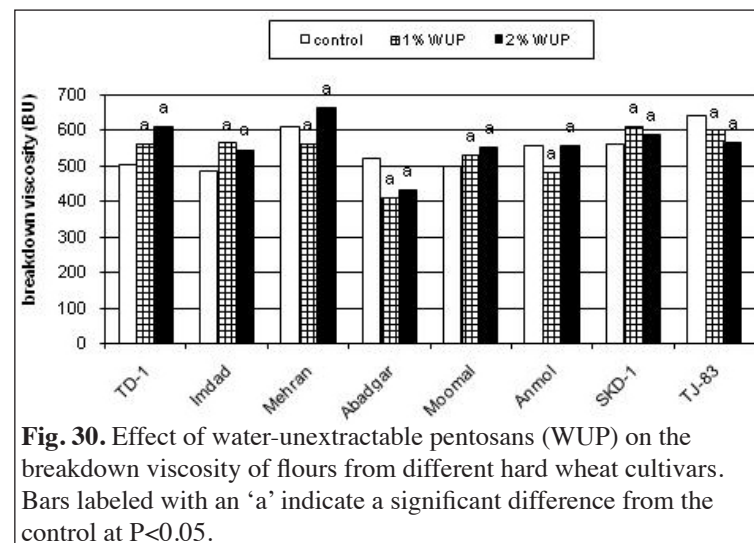 control 1% WUP 2% WUP
breakdown viscosity (BU)
700
600
500
400
300
200
100
0
a a a a a a a a a a a a a a a a
TD-1 Imdad Mehran Abadgar Moomal Anmol SKD-1 TJ-83
Fig. 30. Effect of water-unextractable pentosans (WUP) on the
breakdown viscosity of flours from different hard wheat cultivars.
Bars labeled with an ‘a’ indicate a significant difference from the
control at P<0.05.